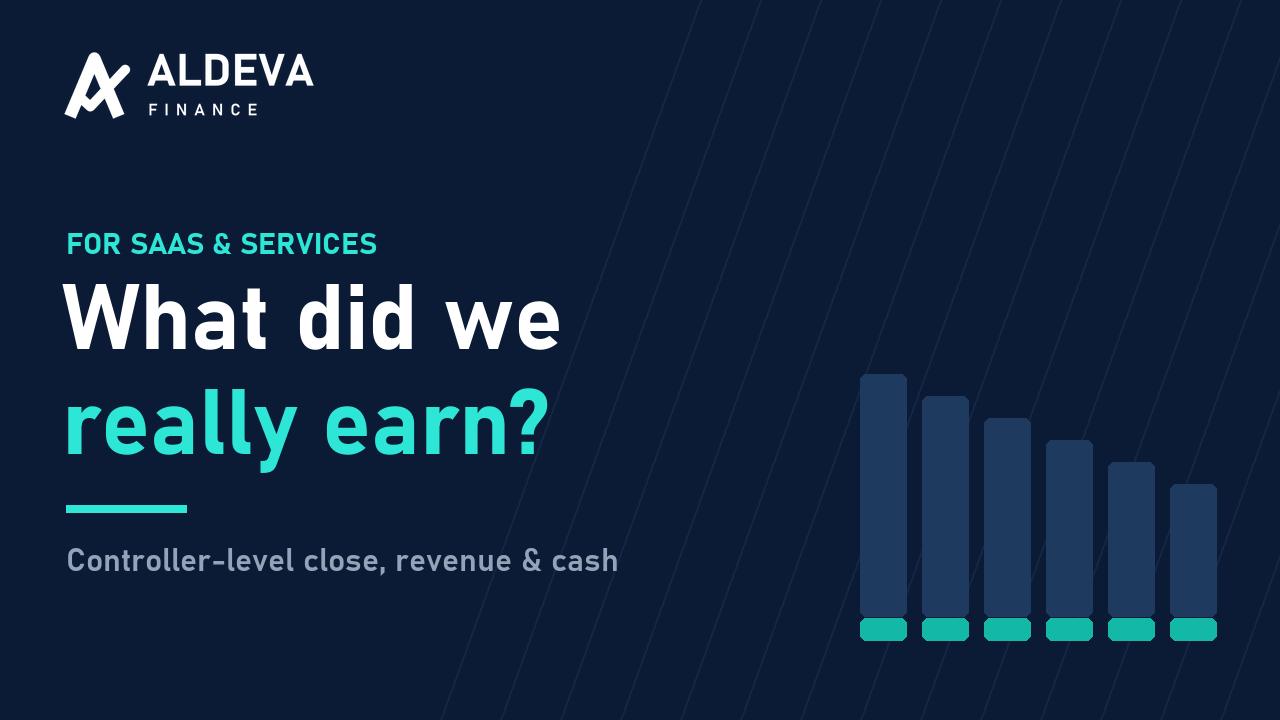 ALDEVA
FINANCE
FOR SAAS & SERVICES
What did we
really earn?
Controller-level close, revenue & cash